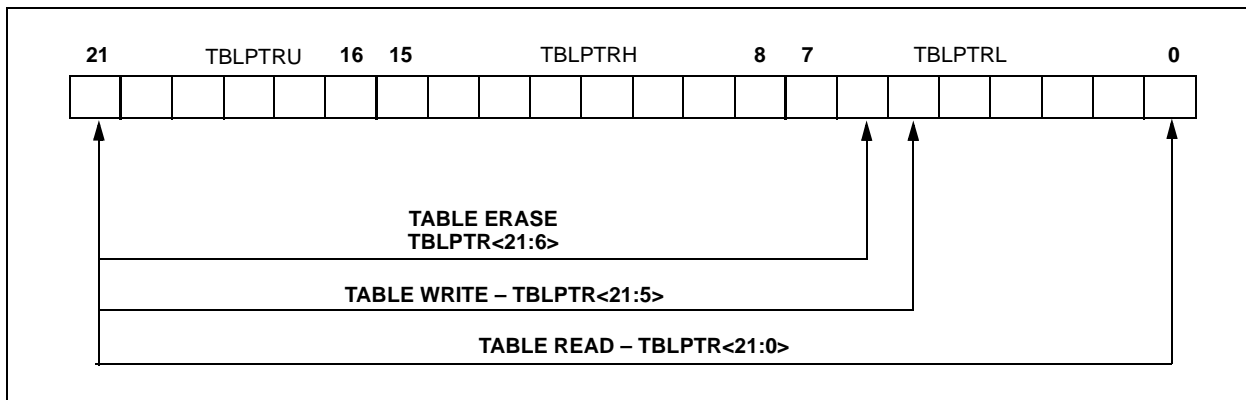 21 TBLPTRU 16 15 TBLPTRH 8 7 TBLPTRL 0
TABLE ERASE
TBLPTR<21:6>
TABLE WRITE – TBLPTR<21:5>
TABLE READ – TBLPTR<21:0>